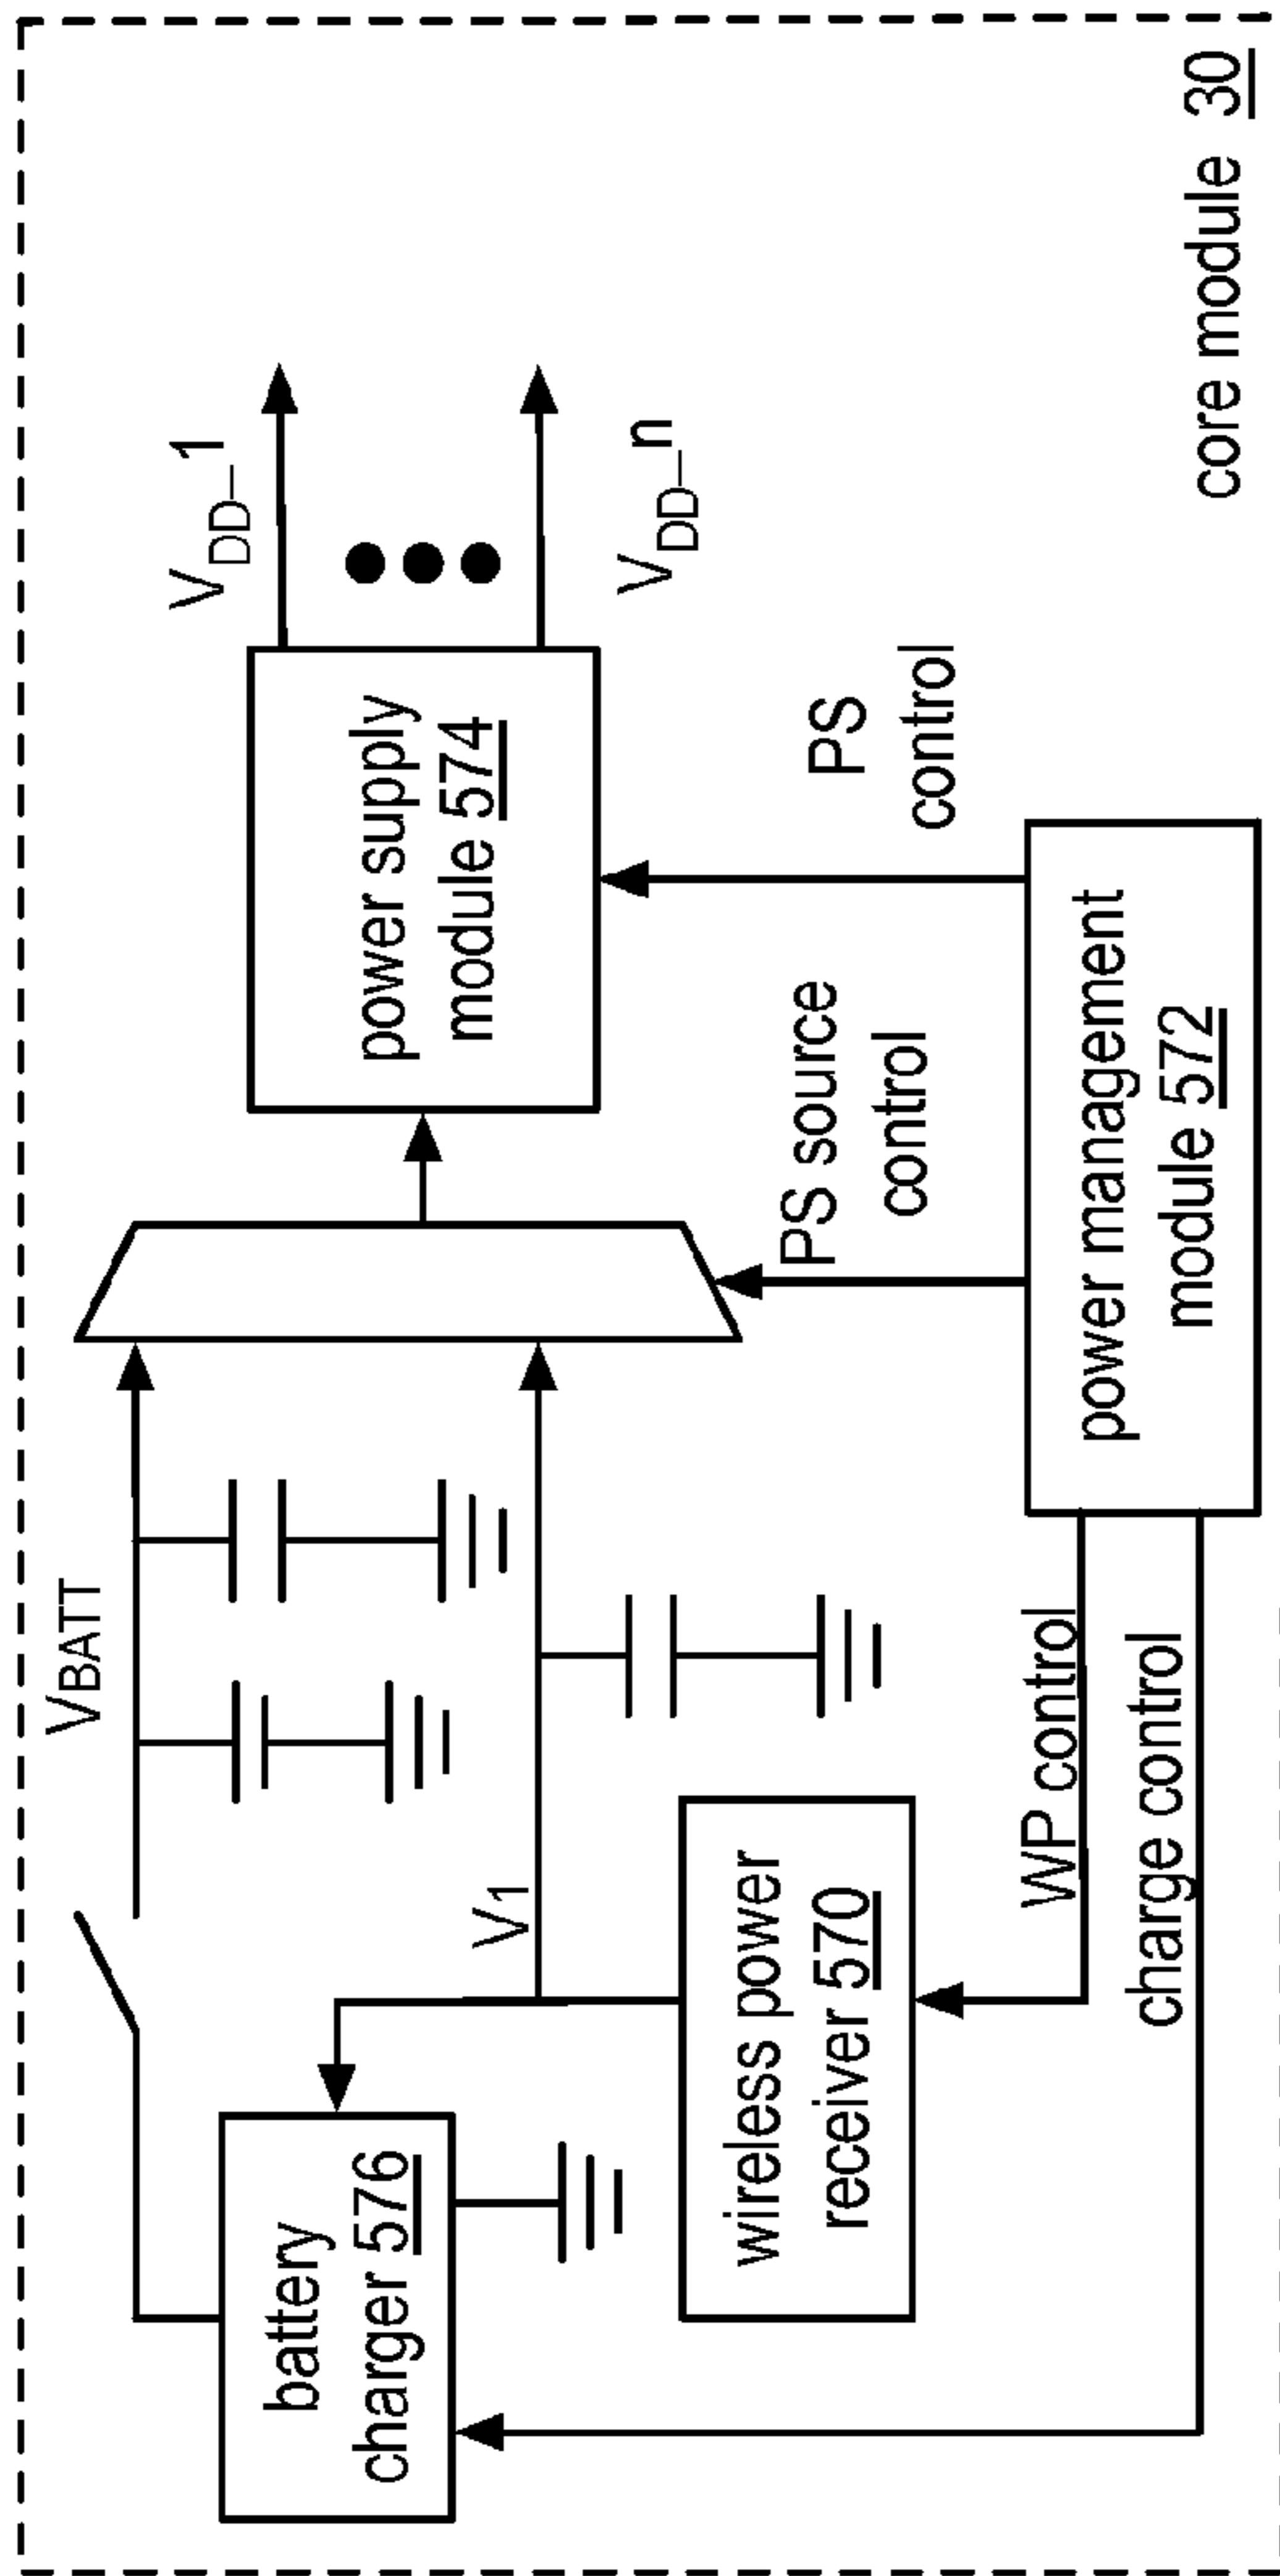 VBATT
VDD_1
battery
charger 576
power supply
module 574
V1
VDD_n
wireless power
receiver 570
PS source
control
PS
control
WP control
charge control
power management
module 572
core module 30